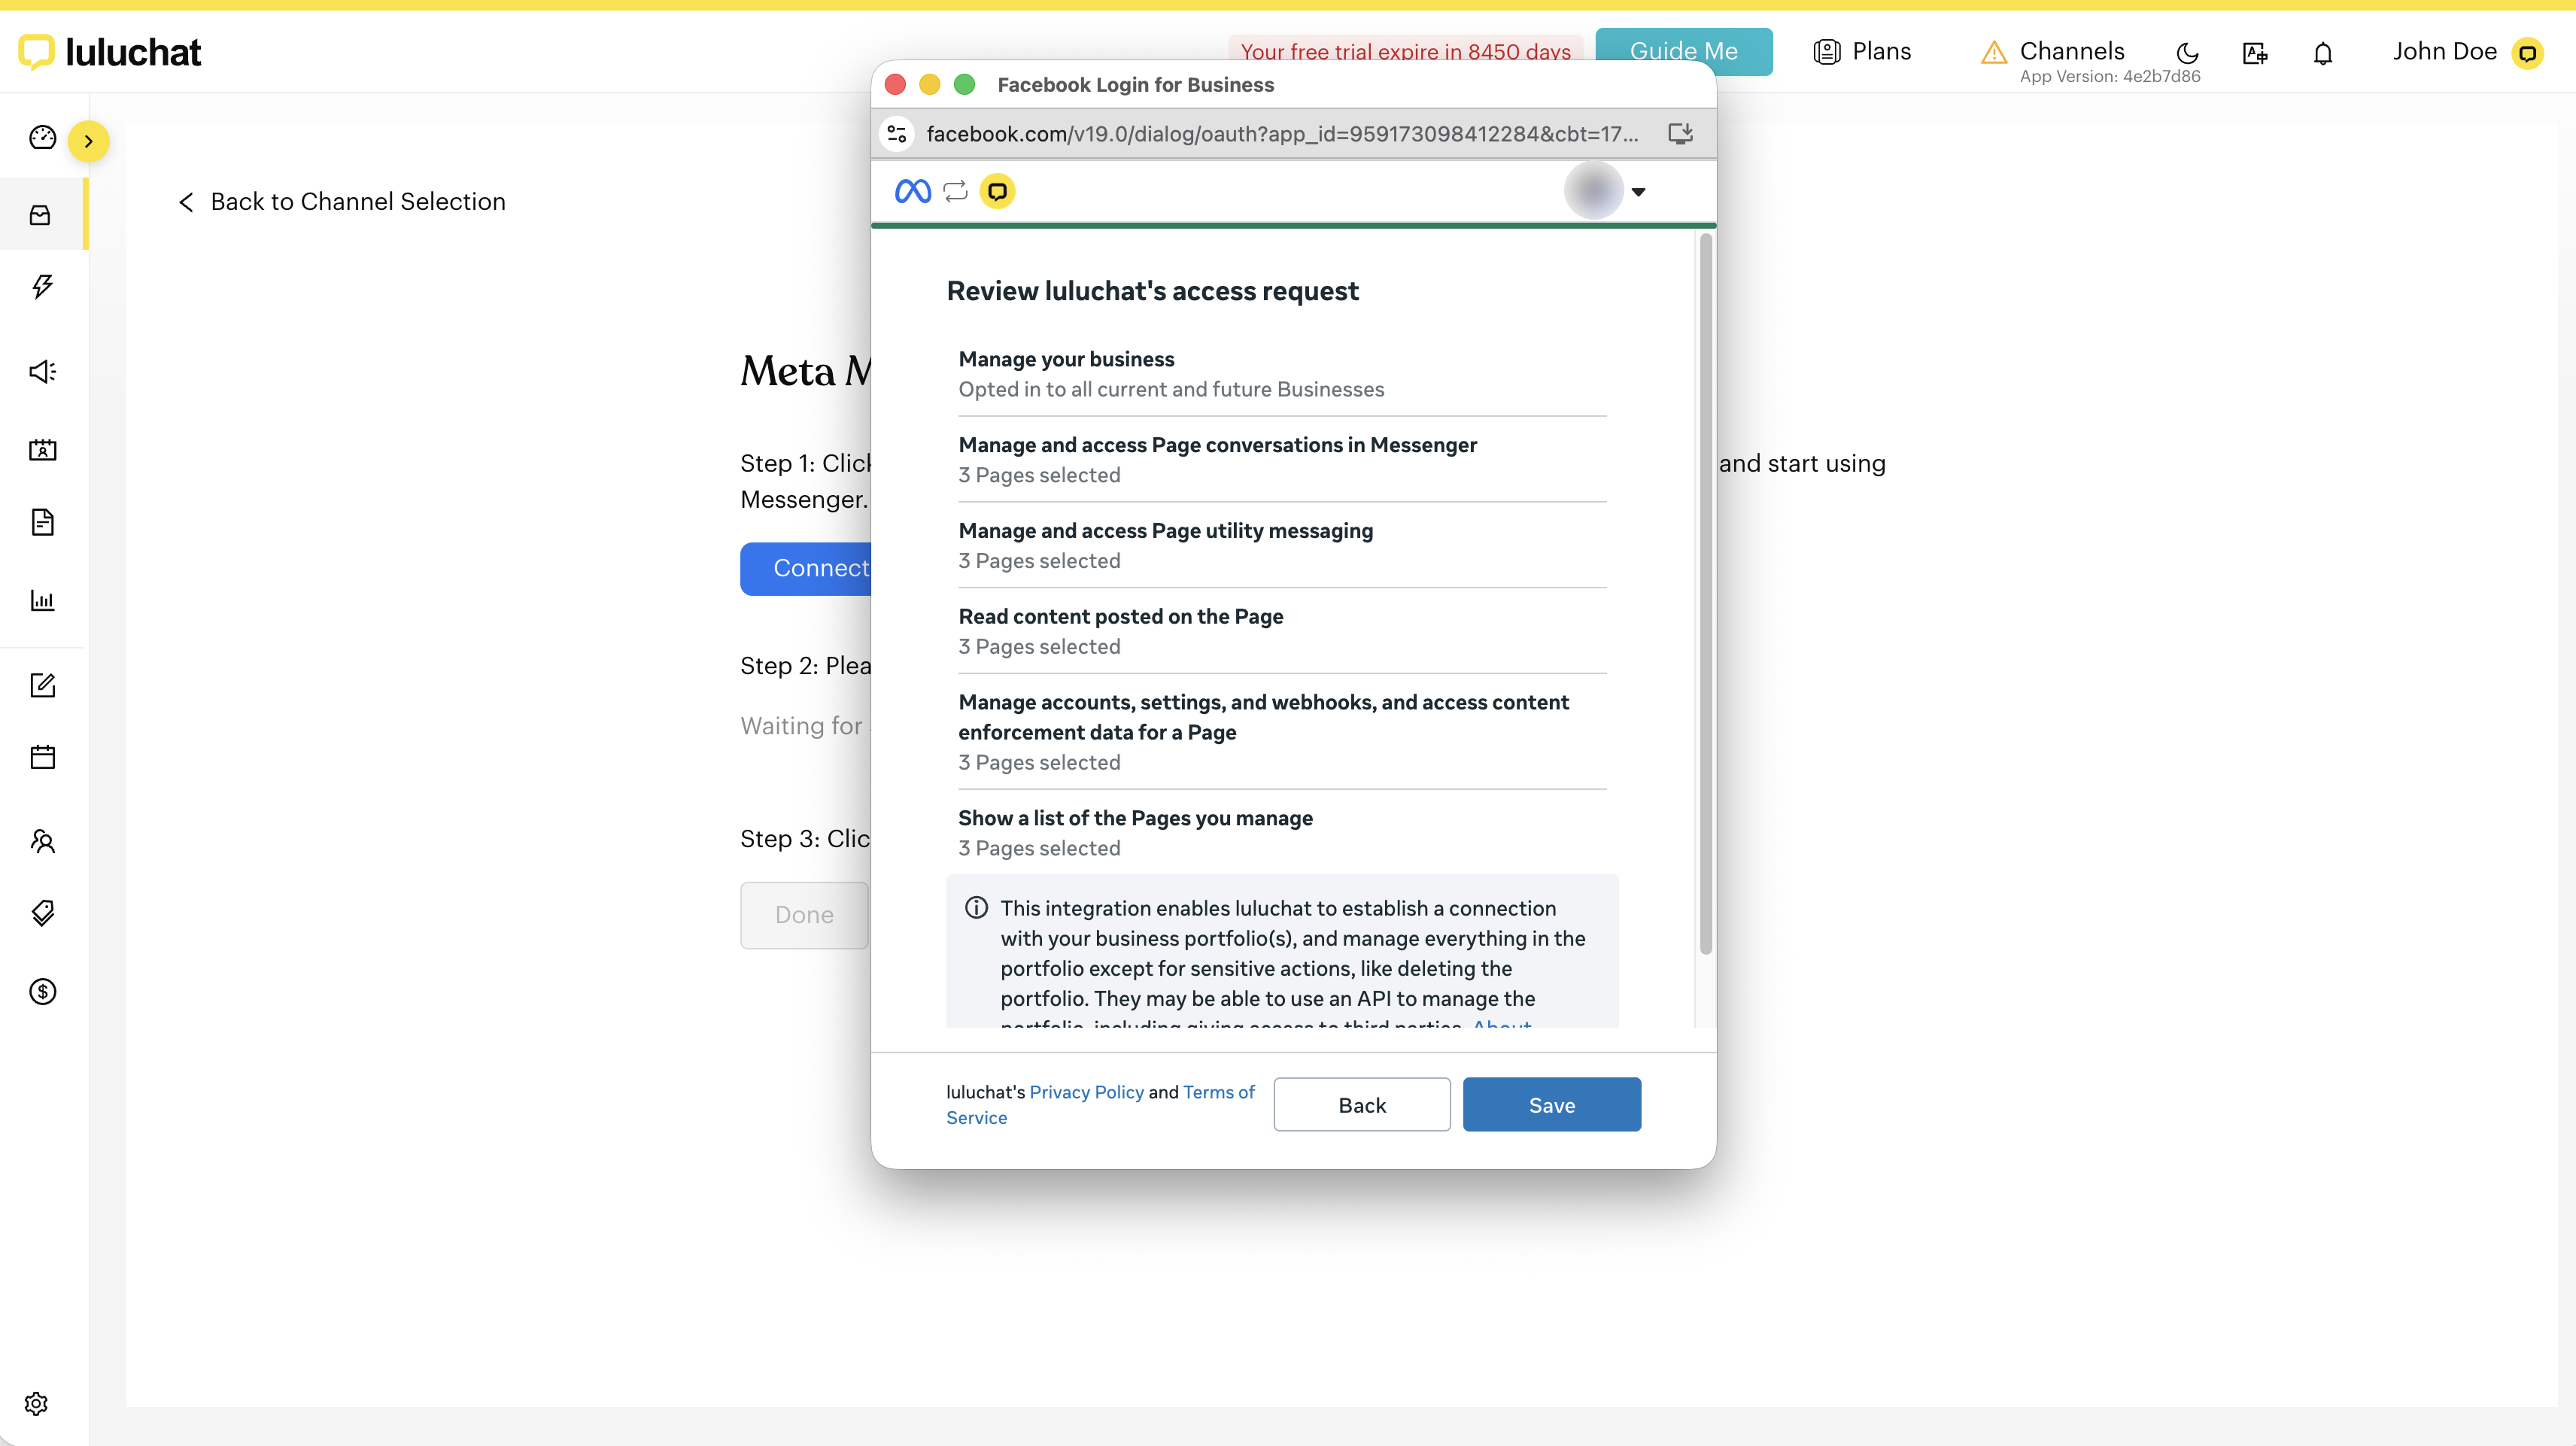 luluchat
Your free trial expire in 8450 days
Guide Me
Plans
Channels
App Version: 4e2b7d86
John Doe
Back to Channel Selection
Meta M
Step 1: Click
and start using
Messenger.
Connect
Step 2: Plea
Waiting for
Step 3: Clic
Done
Facebook Login for Business
facebook.com/v19.0/dialog/oauth?app_id=959173098412284&cbt=17...
Review luluchat's access request
Manage your business
Opted in to all current and future Businesses
Manage and access Page conversations in Messenger
3 Pages selected
Manage and access Page utility messaging
3 Pages selected
Read content posted on the Page
3 Pages selected
Manage accounts, settings, and webhooks, and access content
enforcement data for a Page
3 Pages selected
Show a list of the Pages you manage
3 Pages selected
This integration enables luluchat to establish a connection
with your business portfolio(s), and manage everything in the
portfolio except for sensitive actions, like deleting the
portfolio. They may be able to use an API to manage the
portfolio, including giving access to third parties. About
luluchat's Privacy Policy and Terms of
Service
Back
Save